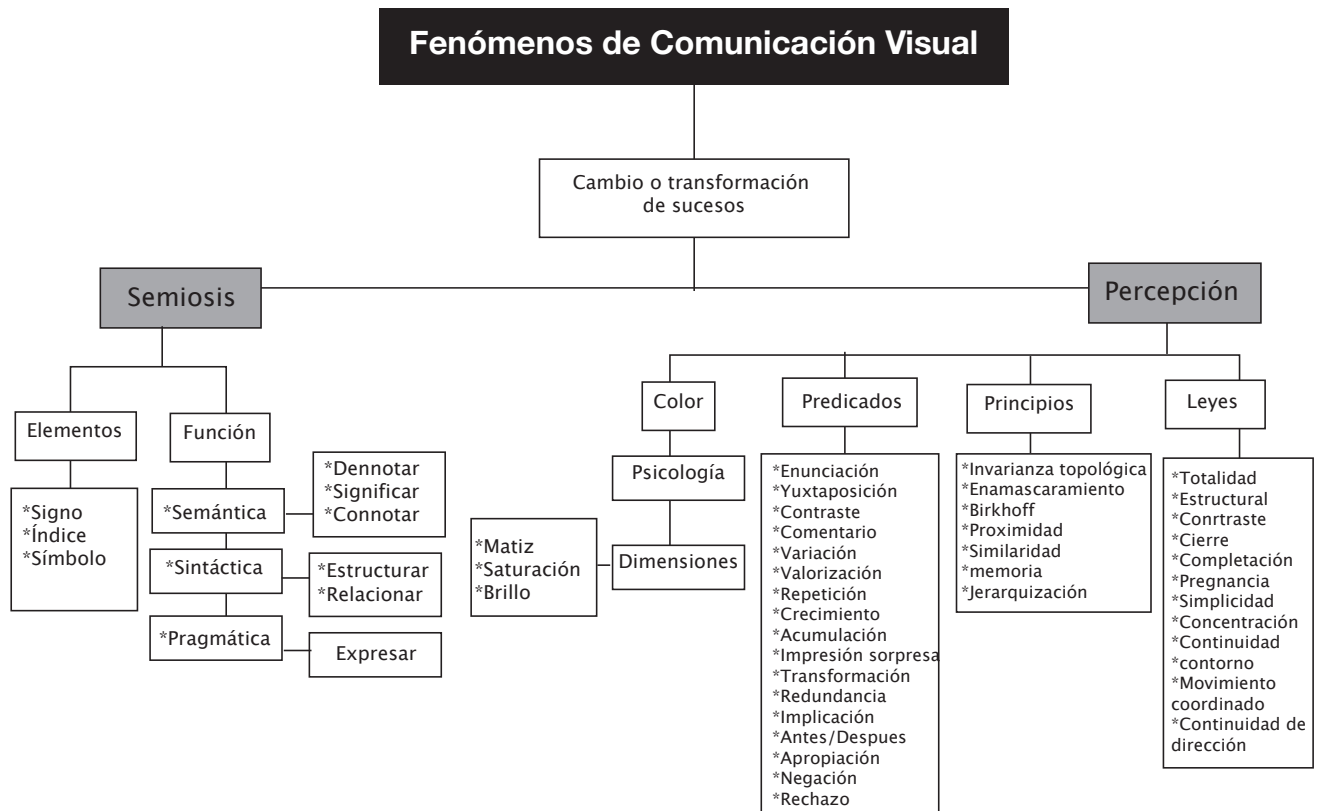 Fenómenos de Comunicación Visual
Cambio o transformación
de sucesos
Semiosis
Percepción
Elementos
Función
*Signo
*Índice
*Símbolo
*Semántica
*Dennotar
*Significar
*Connotar
*Sintáctica
*Estructurar
*Relacionar
*Pragmática
Expresar
Color
Psicología
Dimensiones
*Matiz
*Saturación
*Brillo
Predicados
*Enunciación
*Yuxtaposición
*Contraste
*Comentario
*Variación
*Valorización
*Repetición
*Crecimiento
*Acumulación
*Impresión sorpresa
*Transformación
*Redundancia
*Implicación
*Antes/Despues
*Apropiación
*Negación
*Rechazo
Principios
*Invarianza topológica
*Enamascaramiento
*Birkhoff
*Proximidad
*Similaridad
*memoria
*Jerarquización
Leyes
*Totalidad
*Estructural
*Conrtraste
*Cierre
*Completación
*Pregnancia
*Simplicidad
*Concentración
*Continuidad
*contorno
*Movimiento
coordinado
*Continuidad de
dirección